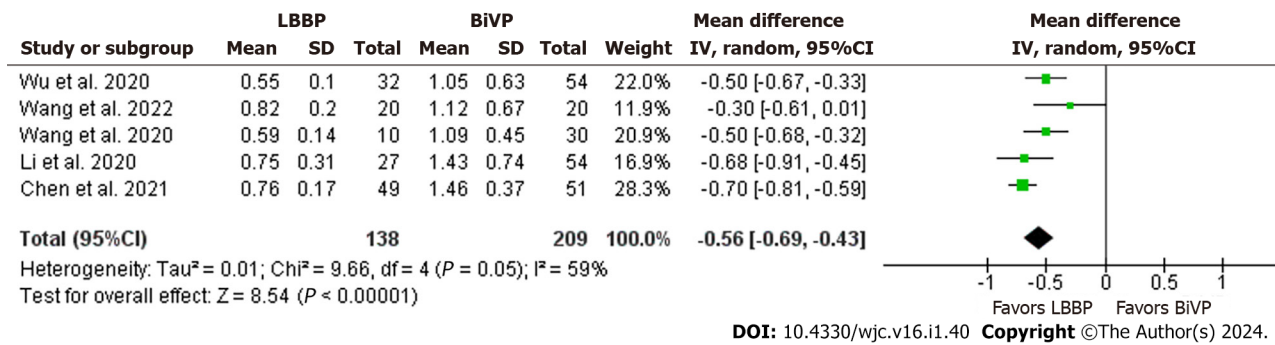 LBBP BiVP Mean difference Mean difference
Study or subgroup Mean SD Total Mean SD Total Weight IV, random, 95%CI IV, random, 95%CI
Wu et al. 2020 0.55 0.1 32 1.05 0.63 54 22.0% -0.50 [-0.67, -0.33]
Wang et al. 2022 0.82 0.2 20 1.12 0.67 20 11.9% -0.30 [-0.61, 0.01]
Wang et al. 2020 0.59 0.14 10 1.09 0.45 30 20.9% -0.50 [-0.68, -0.32]
Li et al. 2020 0.75 0.31 27 1.43 0.74 54 16.9% -0.68 [-0.91, -0.45]
Chen et al. 2021 0.76 0.17 49 1.46 0.37 51 28.3% -0.70 [-0.81, -0.59]
Total (95%CI) 138 209 100.0% -0.56 [-0.69, -0.43]
Heterogeneity: Tau² = 0.01; Chi² = 9.66, df = 4 (P = 0.05); I² = 59%
Test for overall effect: Z = 8.54 (P < 0.00001)
-1 -0.5 0 0.5 1
Favors LBBP Favors BiVP
DOI: 10.4330/wjc.v16.i1.40 Copyright ©The Author(s) 2024.